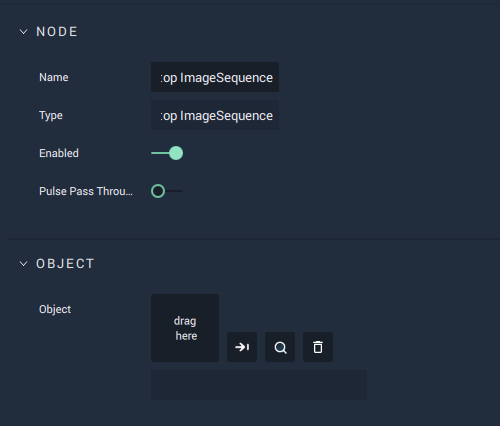 NODE
Name
:op ImageSequence
Type
:op ImageSequence
Enabled
Pulse Pass Throu...
OBJECT
Object
drag
here